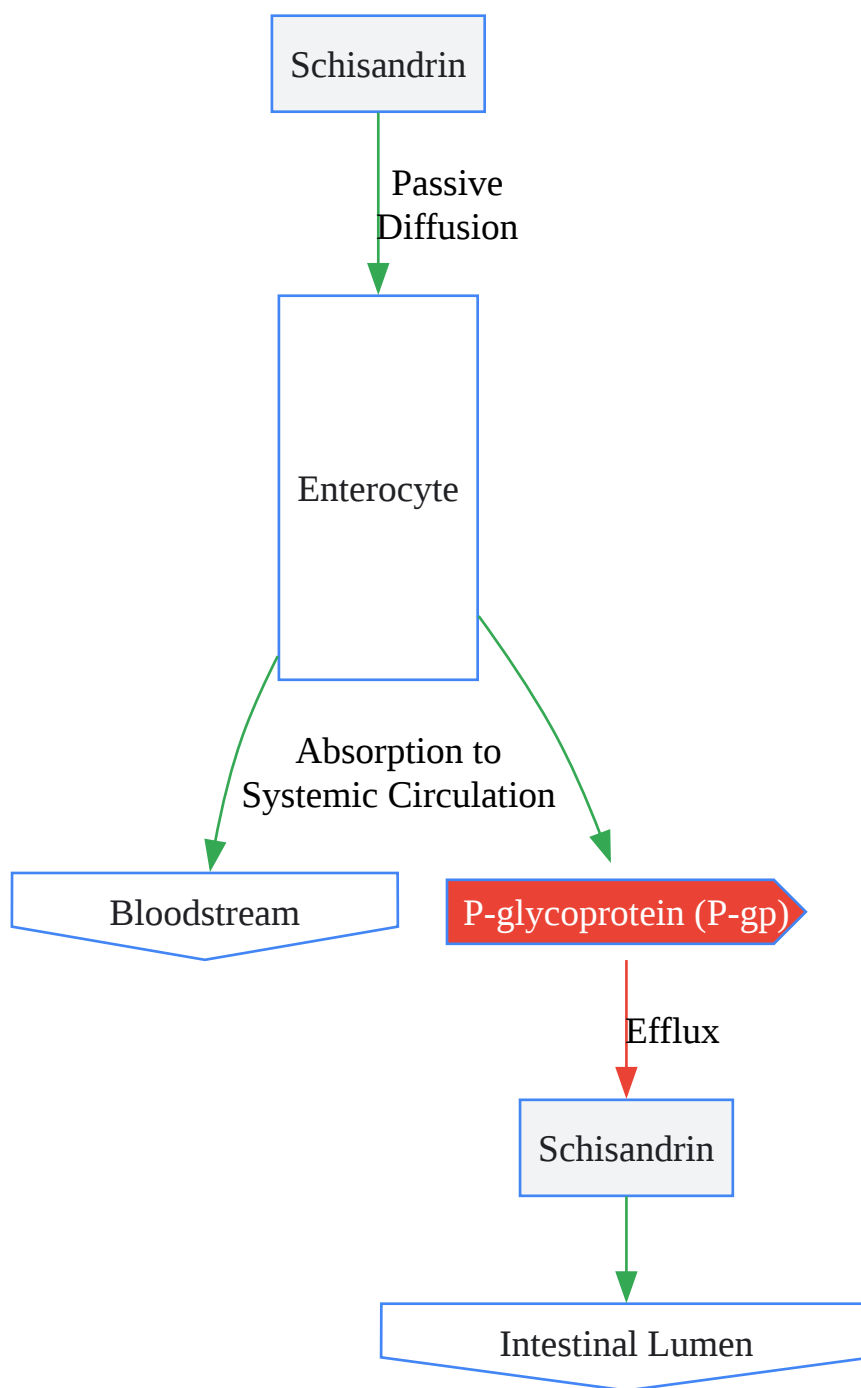 Schisandrin
Passive
Diffusion
Enterocyte
Absorption to
Systemic Circulation
Bloodstream
P-glycoprotein (P-gp)
Efflux
Schisandrin
Intestinal Lumen